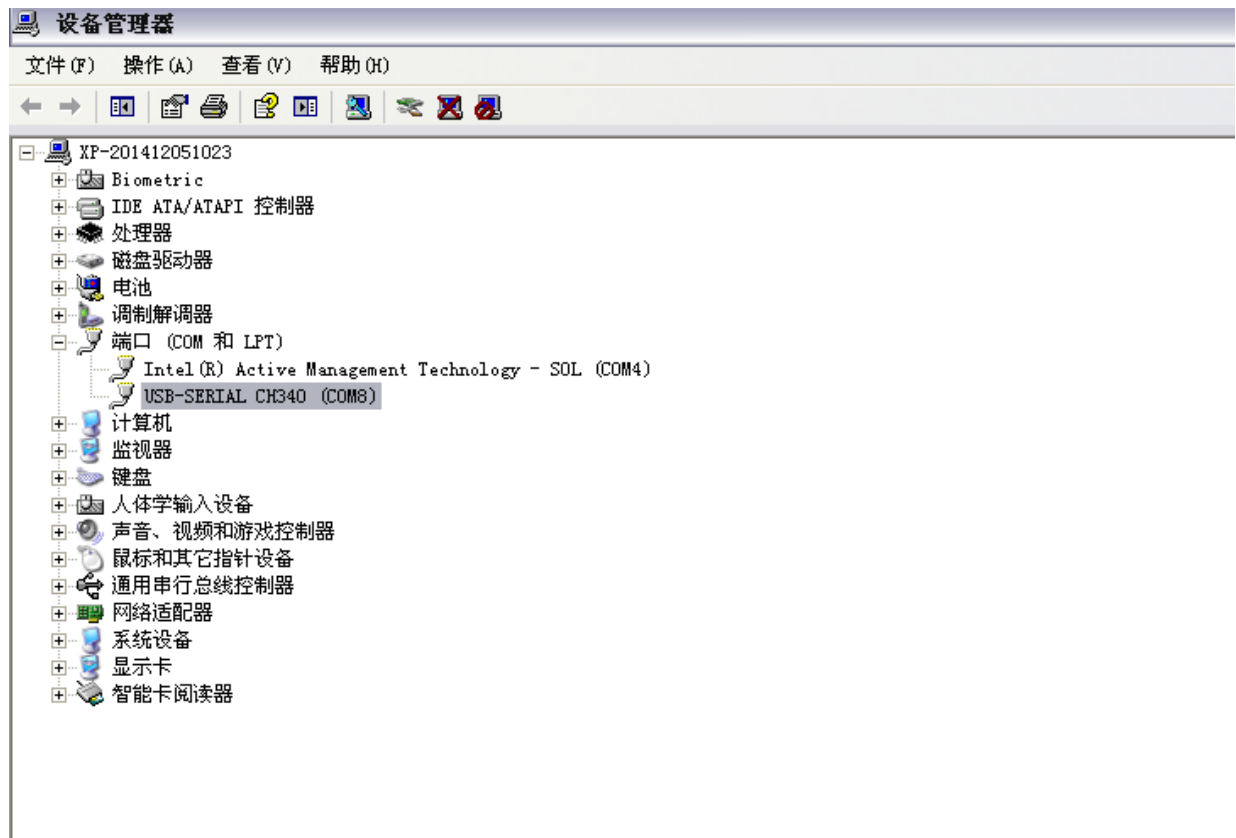 设备管理器
文件(F) 操作(A) 查看(V) 帮助(H)
XP-201412051023
Biometric
IDE ATA/ATAPI 控制器
处理器
磁盘驱动器
电池
调制解调器
端口 (COM 和 LPT)
Intel(R) Active Management Technology - SOL (COM4)
USB-SERIAL CH340 (COM8)
计算机
监视器
键盘
人体学输入设备
声音、视频和游戏控制器
鼠标和其它指针设备
通用串行总线控制器
网络适配器
系统设备
显示卡
智能卡阅读器